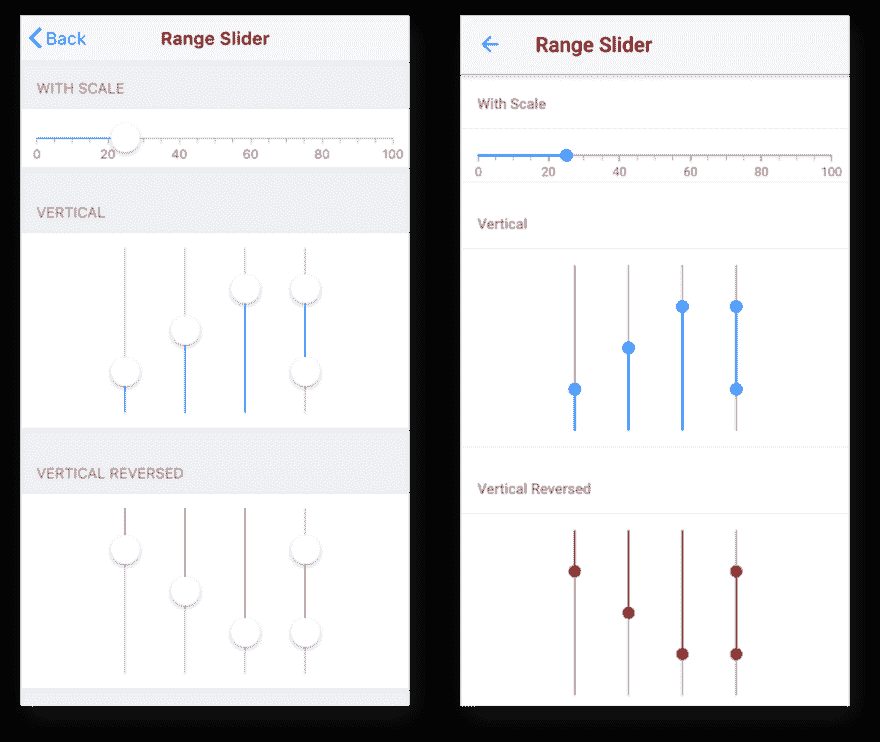 Back
Range Slider
WITH SCALE
0 20 40 60 80 100
VERTICAL
VERTICAL REVERSED
Range Slider
With Scale
0 20 40 60 80 100
Vertical
Vertical Reversed